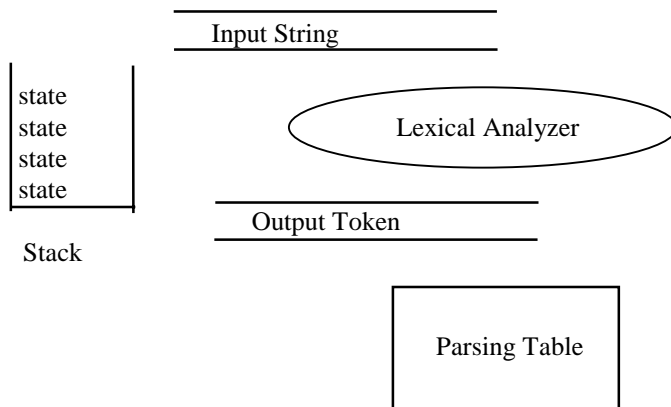 Input String
state
state
state
state
Lexical Analyzer
Output Token
Stack
Parsing Table